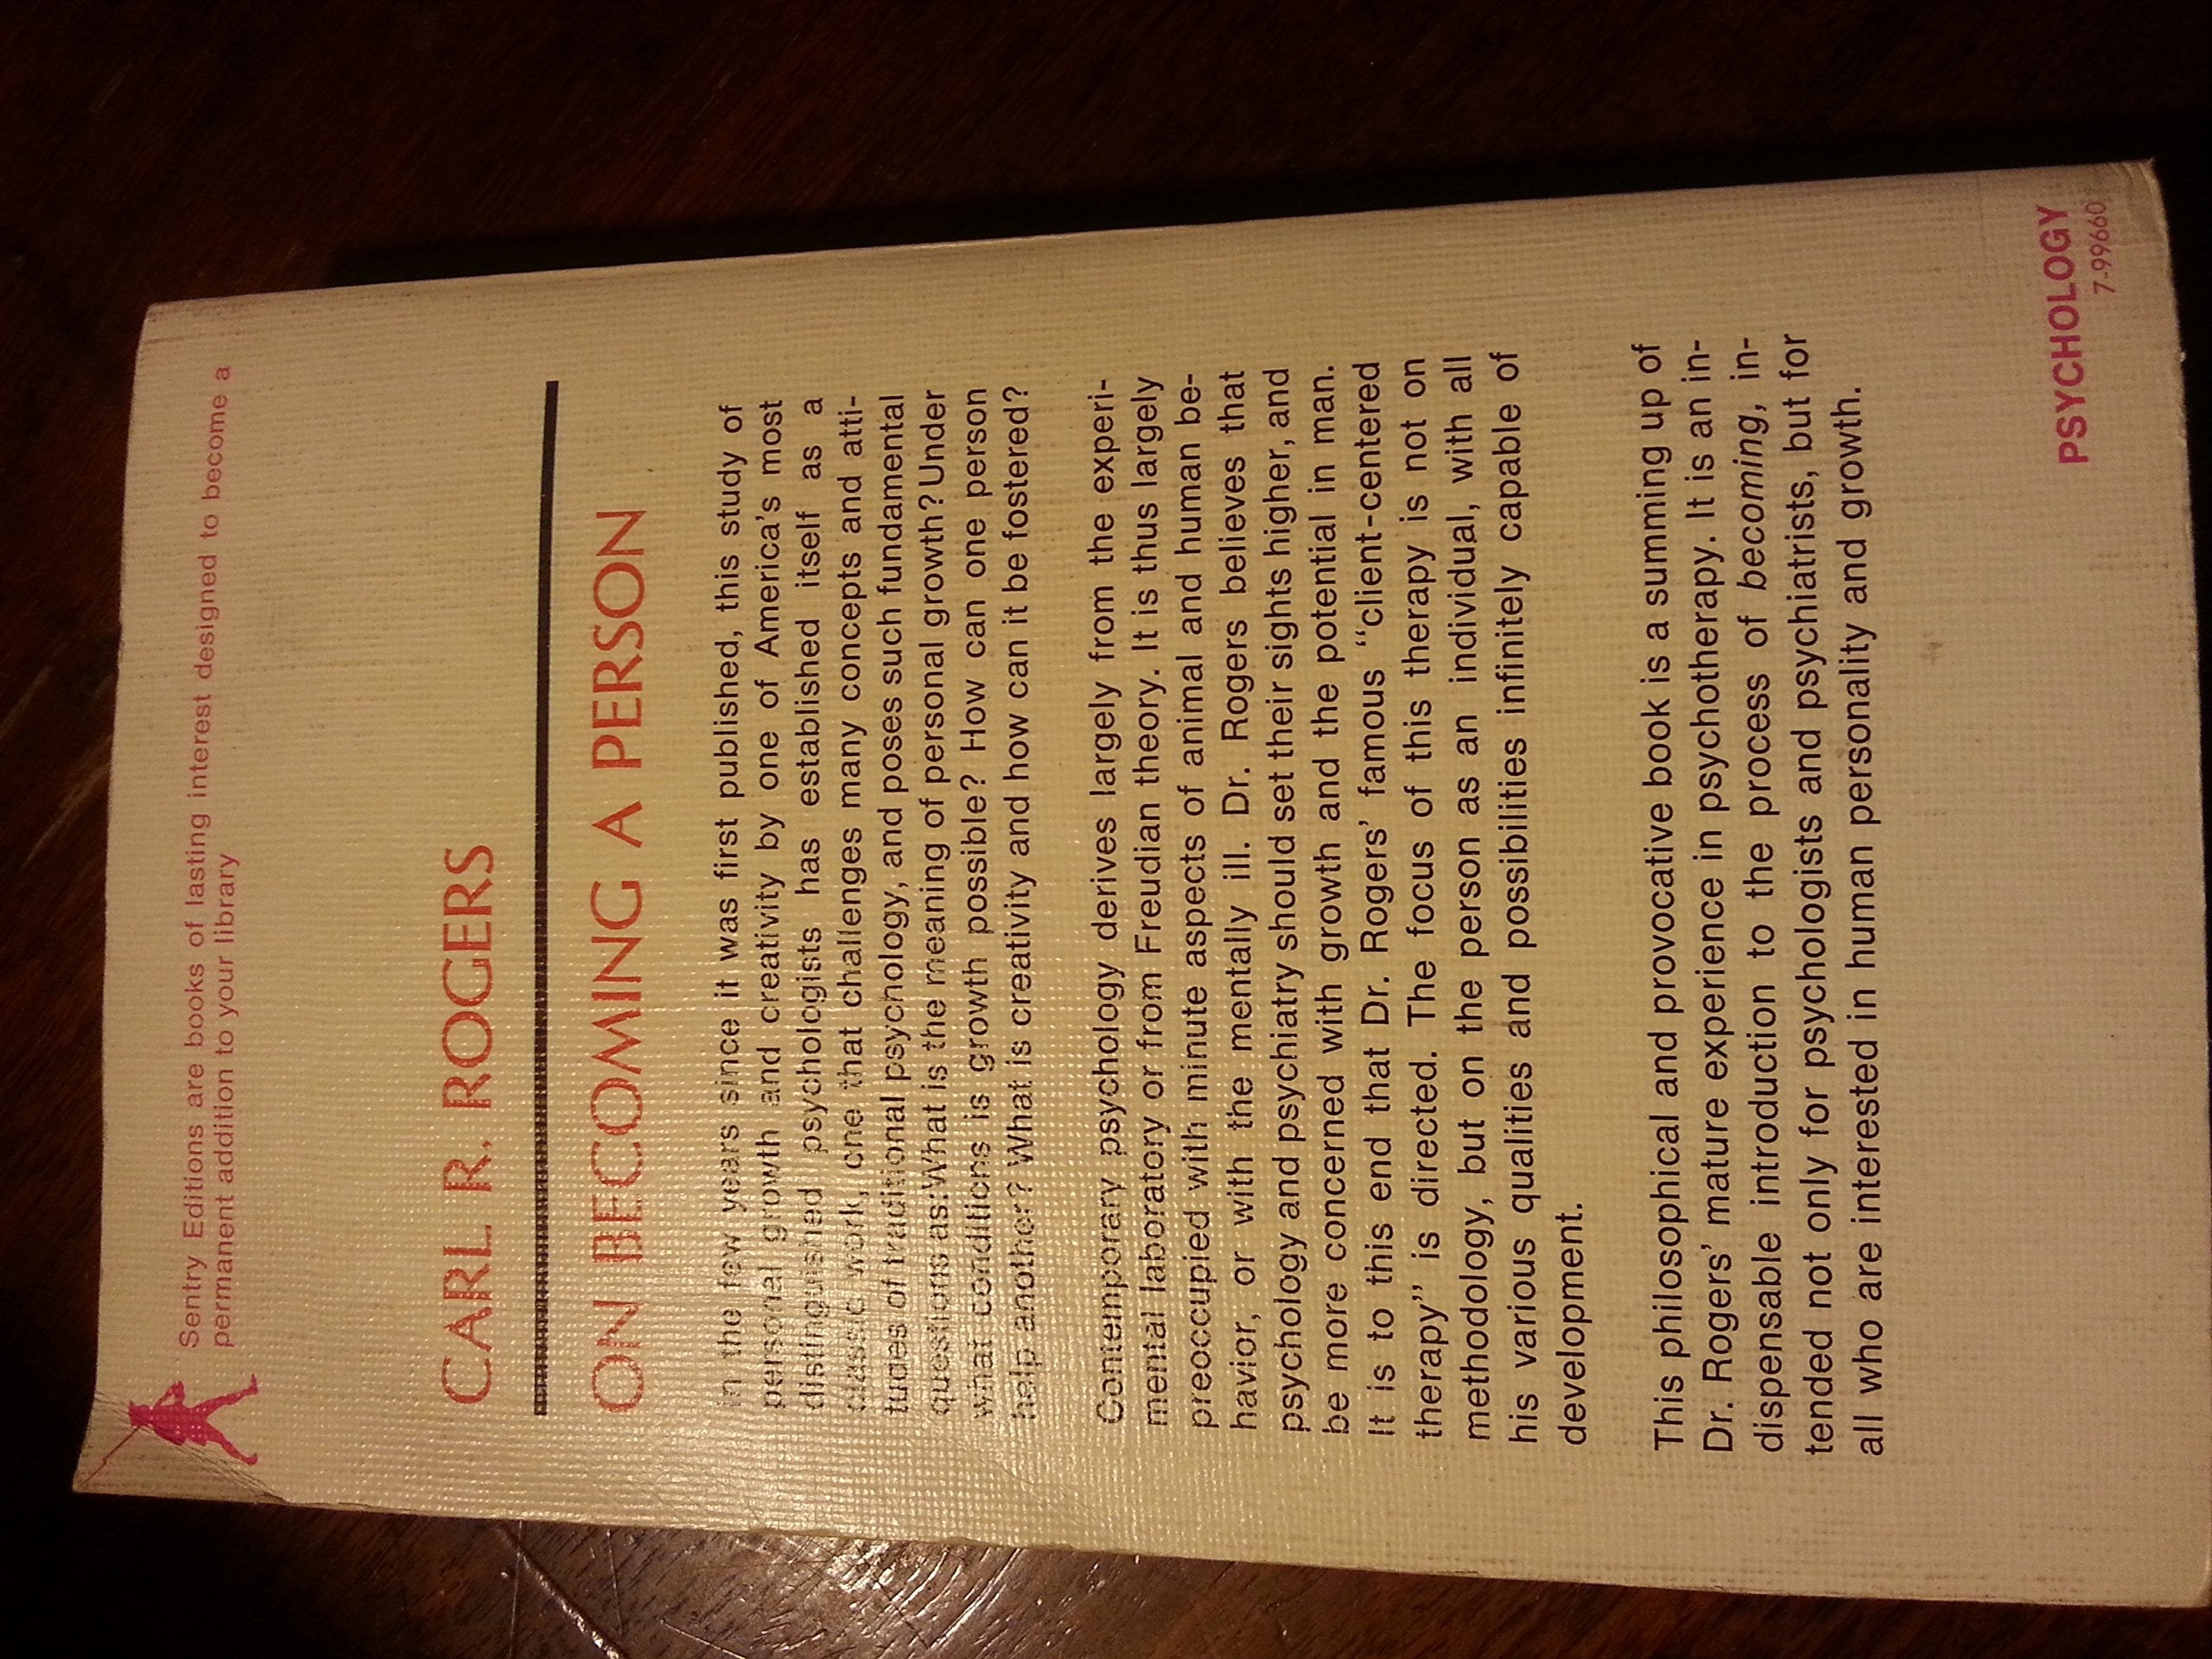 Sentry Editions are books of lasting interest designed to become a
permanent addition to your library
CARL R. ROGERS
ON BECOMING A PERSON
In the few years since it was first published, this study of
personal growth and creativity by one of America's most
distinguished psychologists has established itself as a
classic work, one that challenges many concepts and atti-
tudes of traditional psychology, and poses such fundamental
questions as: What is the meaning of personal growth? Under
what conditions is growth possible? How can one person
help another? What is creativity and how can it be fostered?
Contemporary psychology derives largely from the experi-
mental laboratory or from Freudian theory. It is thus largely
preoccupied with minute aspects of animal and human be-
havior, or with the mentally ill. Dr. Rogers believes that
psychology and psychiatry should set their sights higher, and
be more concerned with growth and the potential in man.
It is to this end that Dr. Rogers' famous "client-centered
therapy" is directed. The focus of this therapy is not on
methodology, but on the person as an individual, with all
his various qualities and possibilities infinitely capable of
development.
This philosophical and provocative book is a summing up of
Dr. Rogers' mature experience in psychotherapy. It is an in-
dispensable introduction to the process of becoming, in-
tended not only for psychologists and psychiatrists, but for
all who are interested in human personality and growth.
PSYCHOLOGY
7-99660